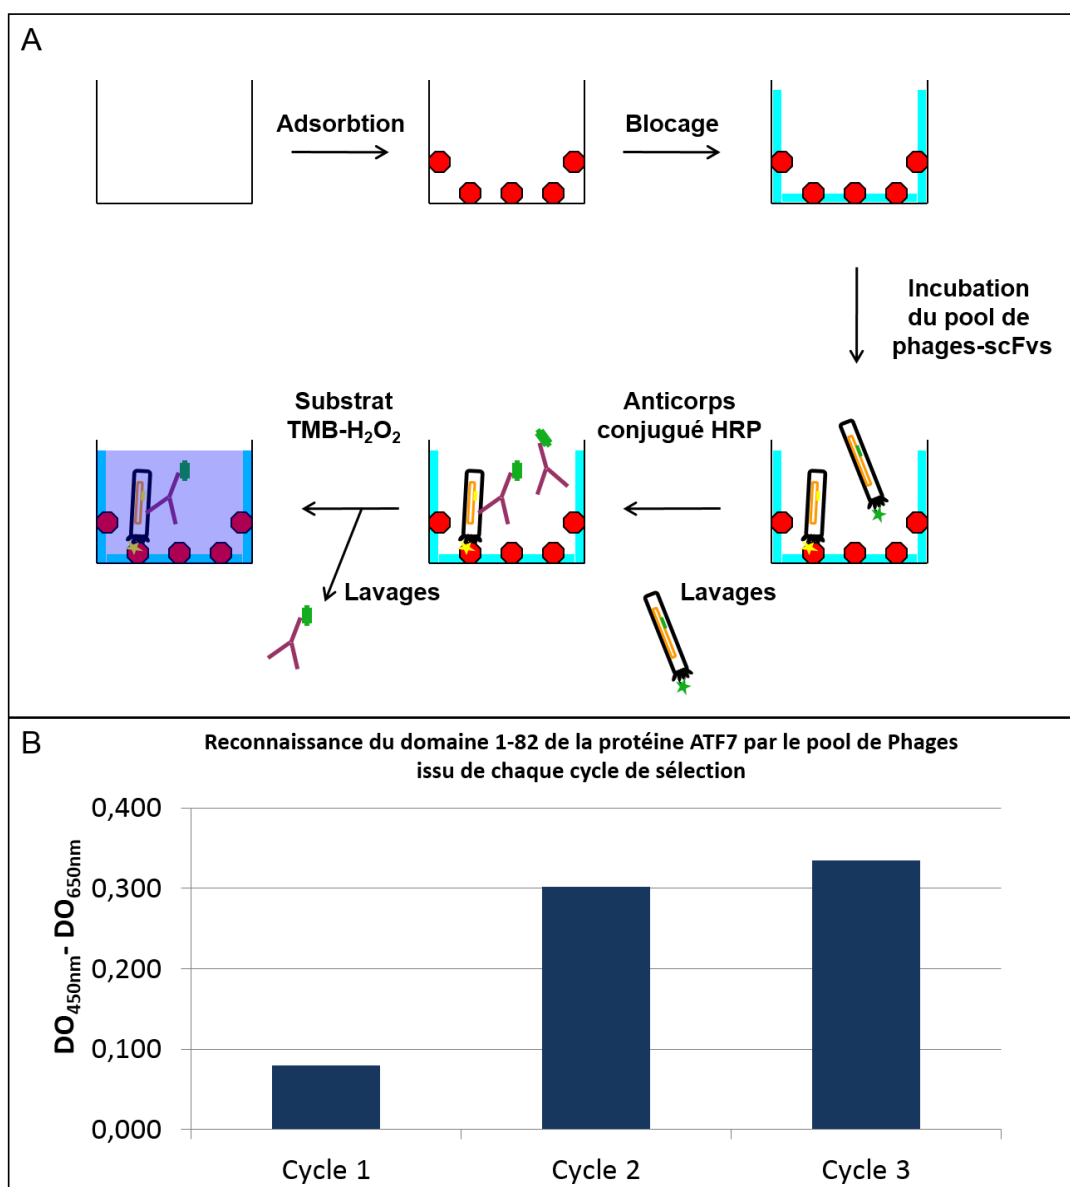 A
Adsorbtion
Blocage
Incubation
du pool de
phages-scFvs
Substrat
TMB-H₂O₂
Anticorps
conjugué HRP
Lavages
Lavages
B
Reconnaissance du domaine 1-82 de la protéine ATF7 par le pool de Phages
issu de chaque cycle de sélection
DO450nm- DO650nm
0,400
0,300
0,200
0,100
0,000
Cycle 1
Cycle 2
Cycle 3